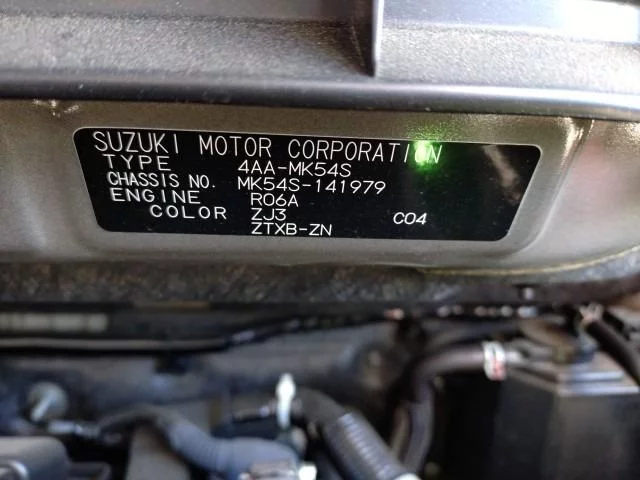 SUZUKI MOTOR CORPORATION
TYPE 4AA-MK54S
CHASSIS NO. MK54S-141979
ENGINE R06A
COLOR ZJ3 C04
ZTXB-ZN